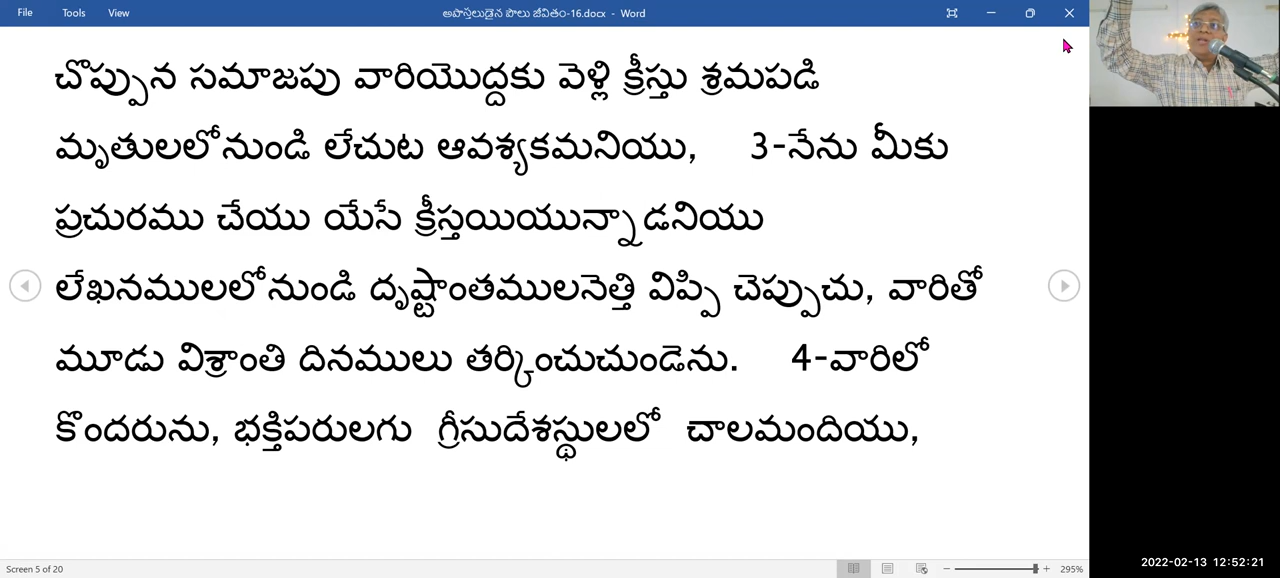 File Tools View అపొస్తలుడైన పౌలు జీవితం-16.docx - Word
చొప్పున సమాజపు వారియొద్దకు వెళ్లి క్రీస్తు శ్రమపడి
మృతులలోనుండి లేచుట ఆవశ్యకమనియు, 3-నేను మీకు
ప్రచురము చేయు యేసే క్రీస్తయియున్నాడనియు
లేఖనములలోనుండి దృష్టాంతములనెత్తి విప్పి చెప్పుచు, వారితో
మూడు విశ్రాంతి దినములు తర్కించుచుండెను. 4-వారిలో
కొందరును, భక్తిపరులగు గ్రీసుదేశస్థులలో చాలమందియు,
Screen 5 of 20 295%
2022-02-13 12:52:21